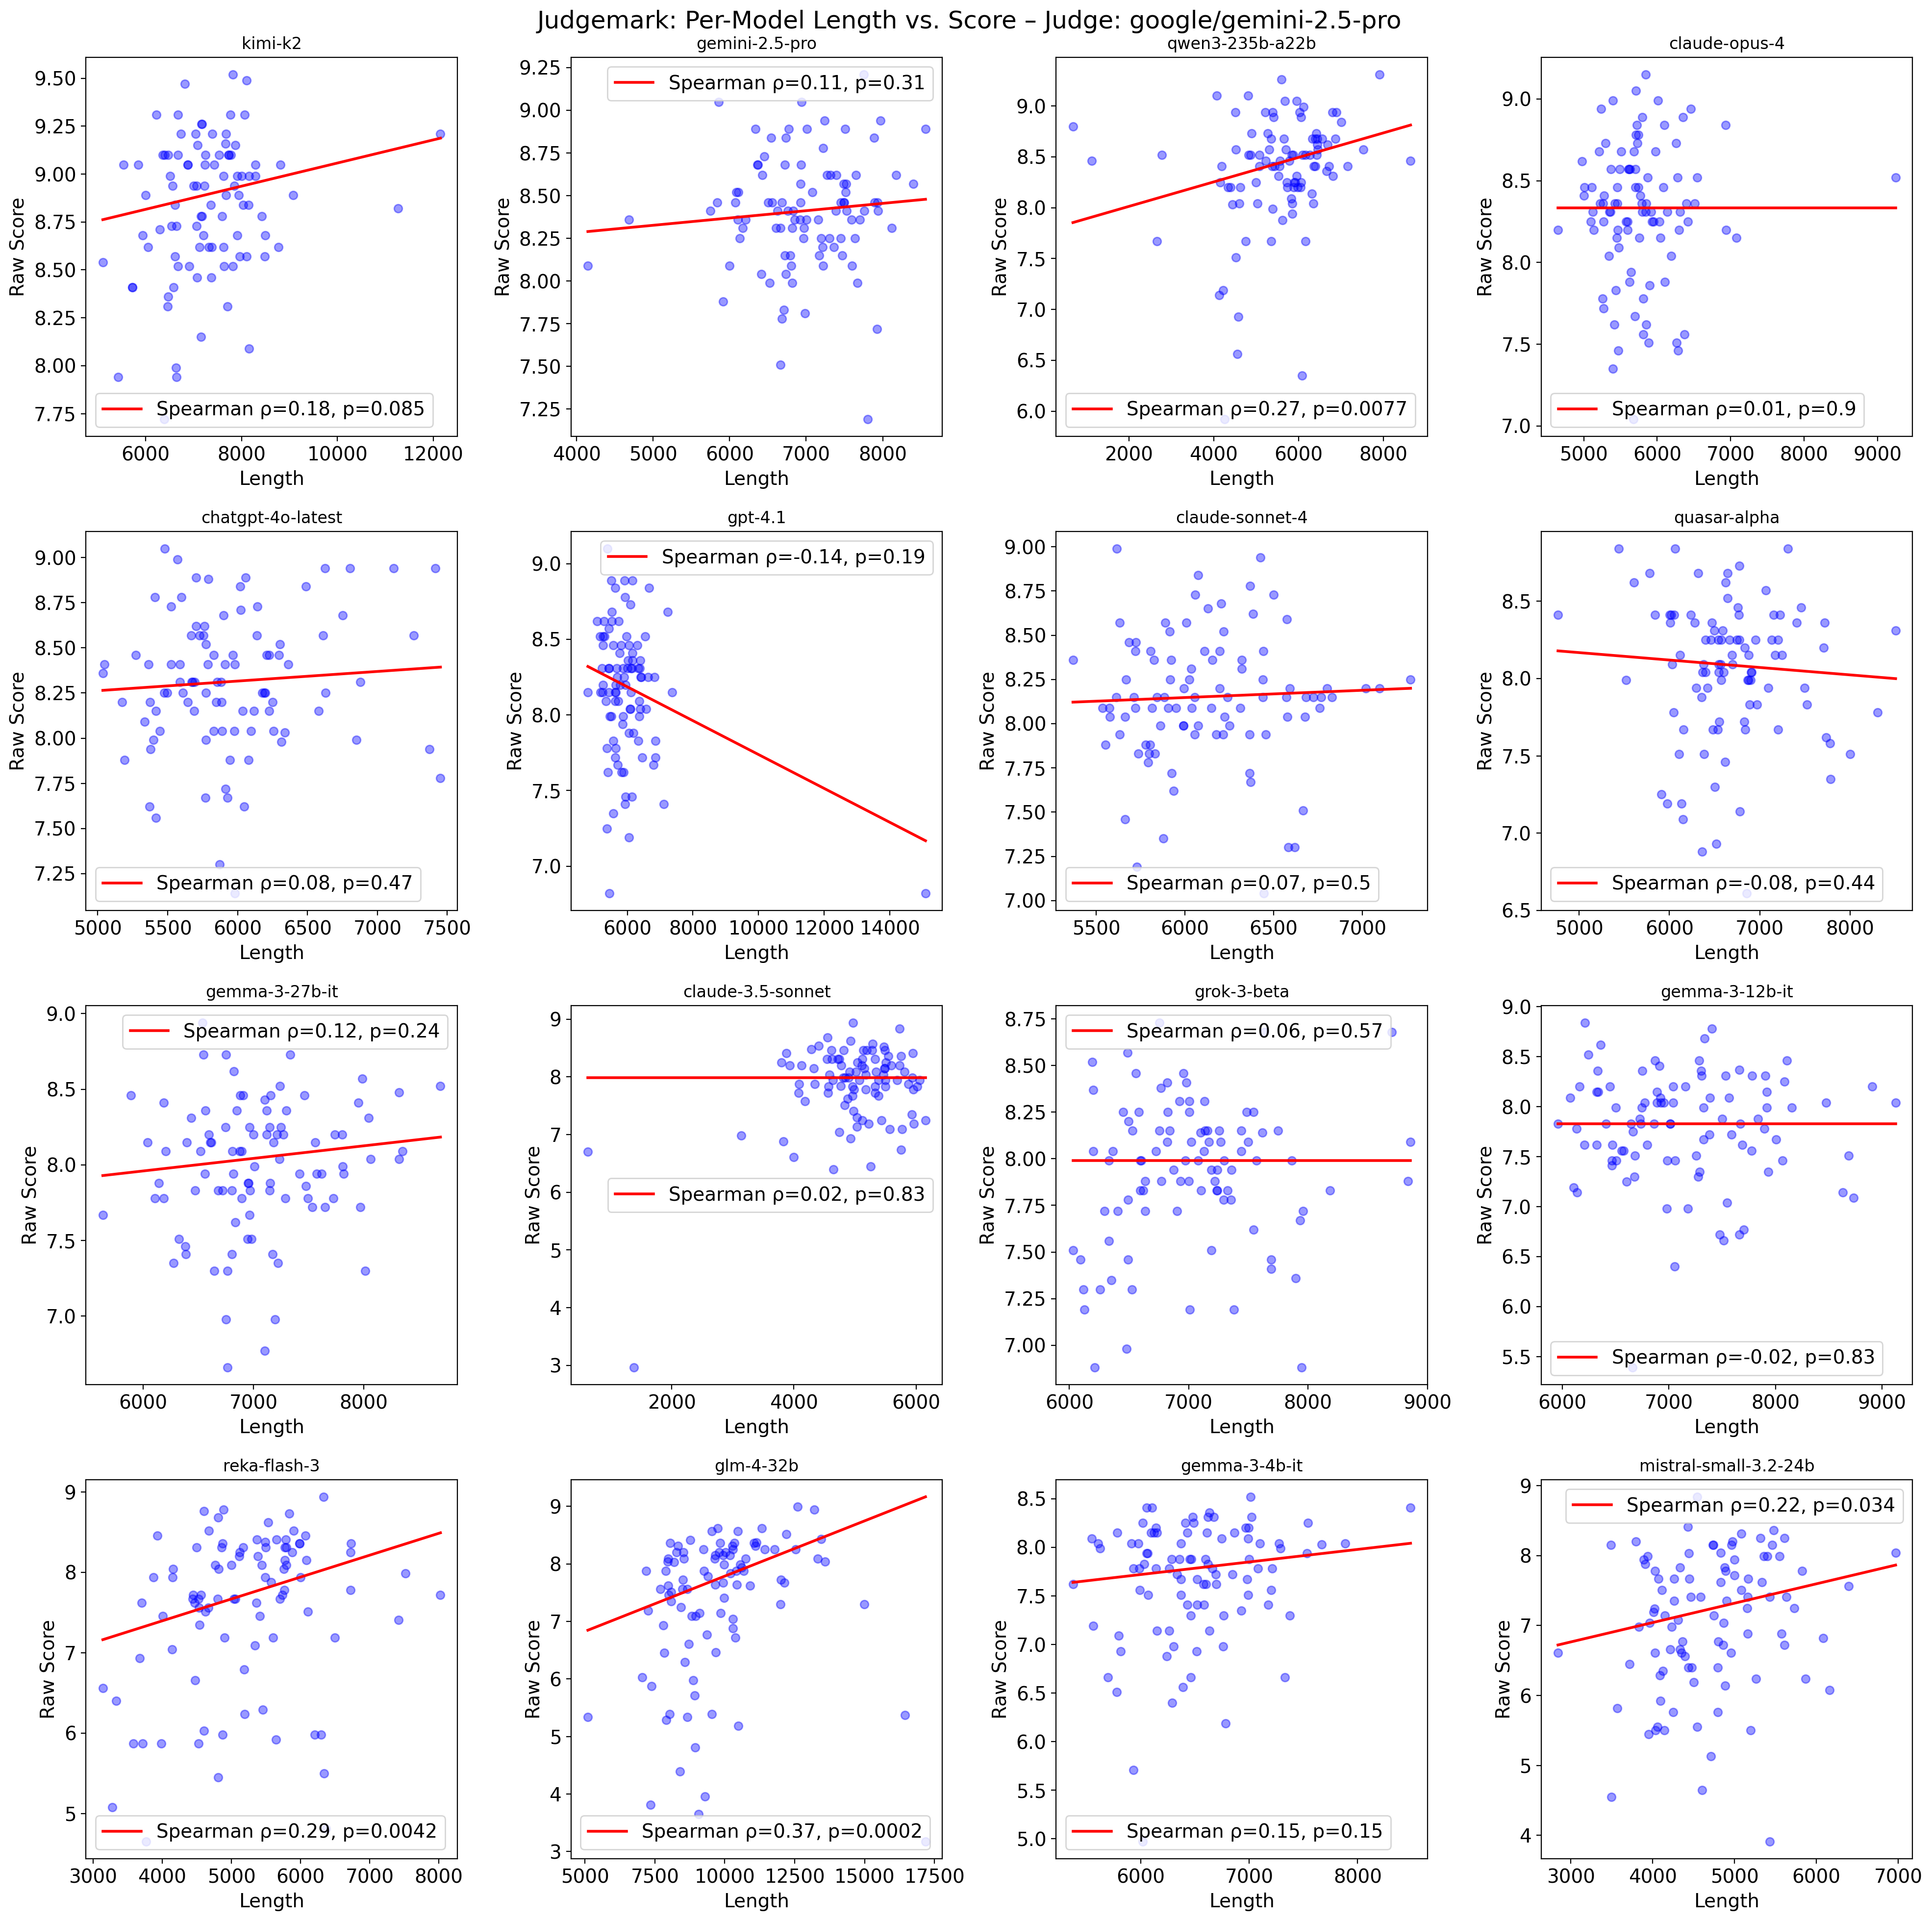 Judgemark: Per-Model Length vs. Score – Judge: google/gemini-2.5-pro
kimi-k2
Raw Score
9.50
9.25
9.00
8.75
8.50
8.25
8.00
7.75
Spearman ρ=0.18, p=0.085
6000 8000 10000 12000
Length
gemini-2.5-pro
Raw Score
9.25
9.00
8.75
8.50
8.25
8.00
7.75
7.50
7.25
Spearman ρ=0.11, p=0.31
4000 5000 6000 7000 8000
Length
qwen3-235b-a22b
Raw Score
9.0
8.5
8.0
7.5
7.0
6.5
6.0
Spearman ρ=0.27, p=0.0077
2000 4000 6000 8000
Length
claude-opus-4
Raw Score
9.0
8.5
8.0
7.5
7.0
Spearman ρ=0.01, p=0.9
5000 6000 7000 8000 9000
Length
chatgpt-4o-latest
Raw Score
9.00
8.75
8.50
8.25
8.00
7.75
7.50
7.25
Spearman ρ=0.08, p=0.47
5000 5500 6000 6500 7000 7500
Length
gpt-4.1
Raw Score
9.0
8.5
8.0
7.5
7.0
Spearman ρ=-0.14, p=0.19
6000 8000 10000 12000 14000
Length
claude-sonnet-4
Raw Score
9.00
8.75
8.50
8.25
8.00
7.75
7.50
7.25
7.00
Spearman ρ=0.07, p=0.5
5500 6000 6500 7000
Length
quasar-alpha
Raw Score
8.5
8.0
7.5
7.0
6.5
Spearman ρ=-0.08, p=0.44
5000 6000 7000 8000
Length
gemma-3-27b-it
Raw Score
9.0
8.5
8.0
7.5
7.0
Spearman ρ=0.12, p=0.24
6000 7000 8000
Length
claude-3.5-sonnet
Raw Score
9
8
7
6
5
4
3
Spearman ρ=0.02, p=0.83
2000 4000 6000
Length
grok-3-beta
Raw Score
8.75
8.50
8.25
8.00
7.75
7.50
7.25
7.00
Spearman ρ=0.06, p=0.57
6000 7000 8000 9000
Length
gemma-3-12b-it
Raw Score
9.0
8.5
8.0
7.5
7.0
6.5
6.0
5.5
Spearman ρ=-0.02, p=0.83
6000 7000 8000 9000
Length
reka-flash-3
Raw Score
9
8
7
6
5
Spearman ρ=0.29, p=0.0042
3000 4000 5000 6000 7000 8000
Length
glm-4-32b
Raw Score
9
8
7
6
5
4
3
Spearman ρ=0.37, p=0.0002
5000 7500 10000 12500 15000 17500
Length
gemma-3-4b-it
Raw Score
8.5
8.0
7.5
7.0
6.5
6.0
5.5
5.0
Spearman ρ=0.15, p=0.15
6000 7000 8000
Length
mistral-small-3.2-24b
Raw Score
9
8
7
6
5
4
Spearman ρ=0.22, p=0.034
3000 4000 5000 6000 7000
Length